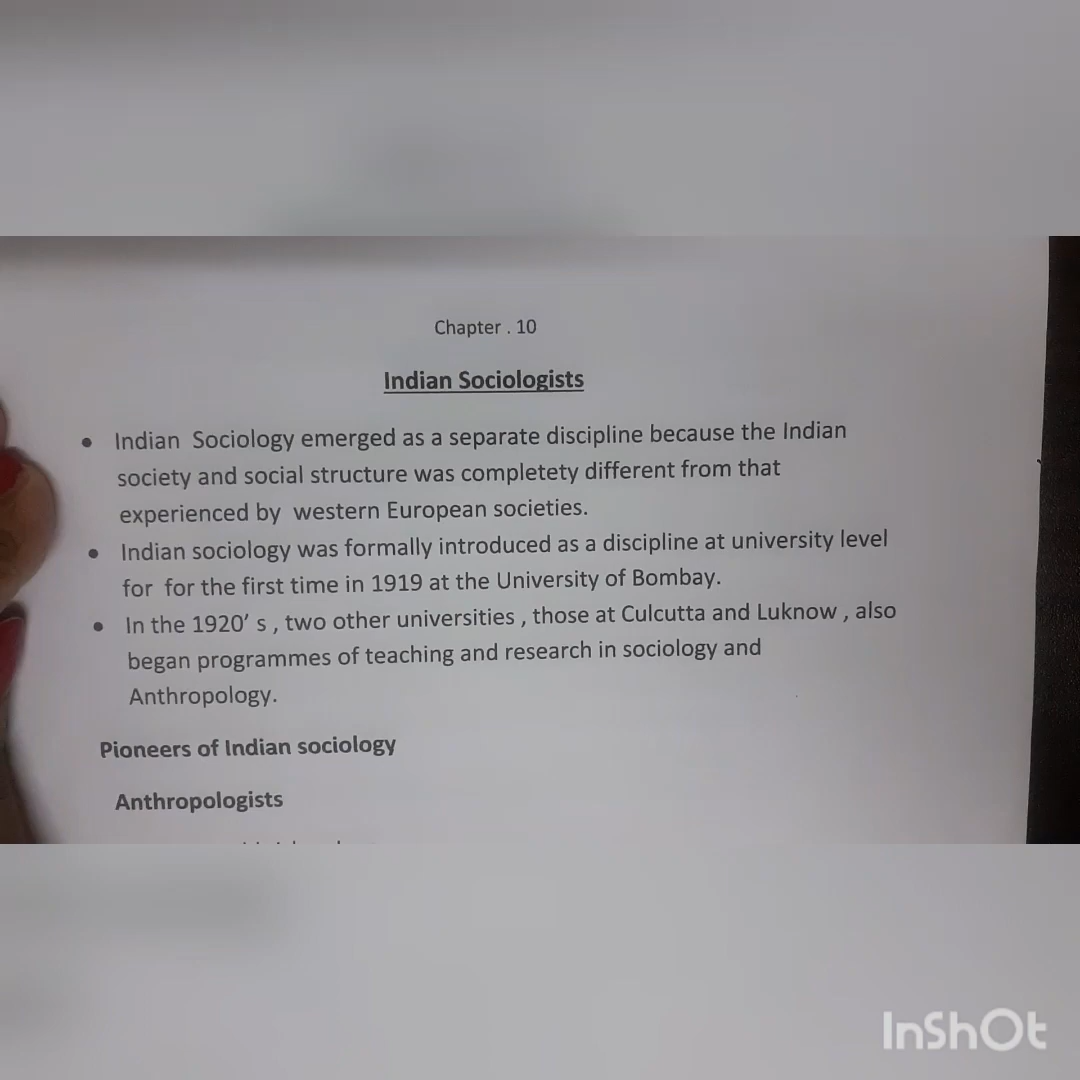 Chapter . 10
Indian Sociologists
• Indian Sociology emerged as a separate discipline because the Indian
society and social structure was completety different from that
experienced by western European societies.
• Indian sociology was formally introduced as a discipline at university level
for for the first time in 1919 at the University of Bombay.
• In the 1920’ s , two other universities , those at Culcutta and Luknow , also
began programmes of teaching and research in sociology and
Anthropology.
Pioneers of Indian sociology
Anthropologists
InShOt